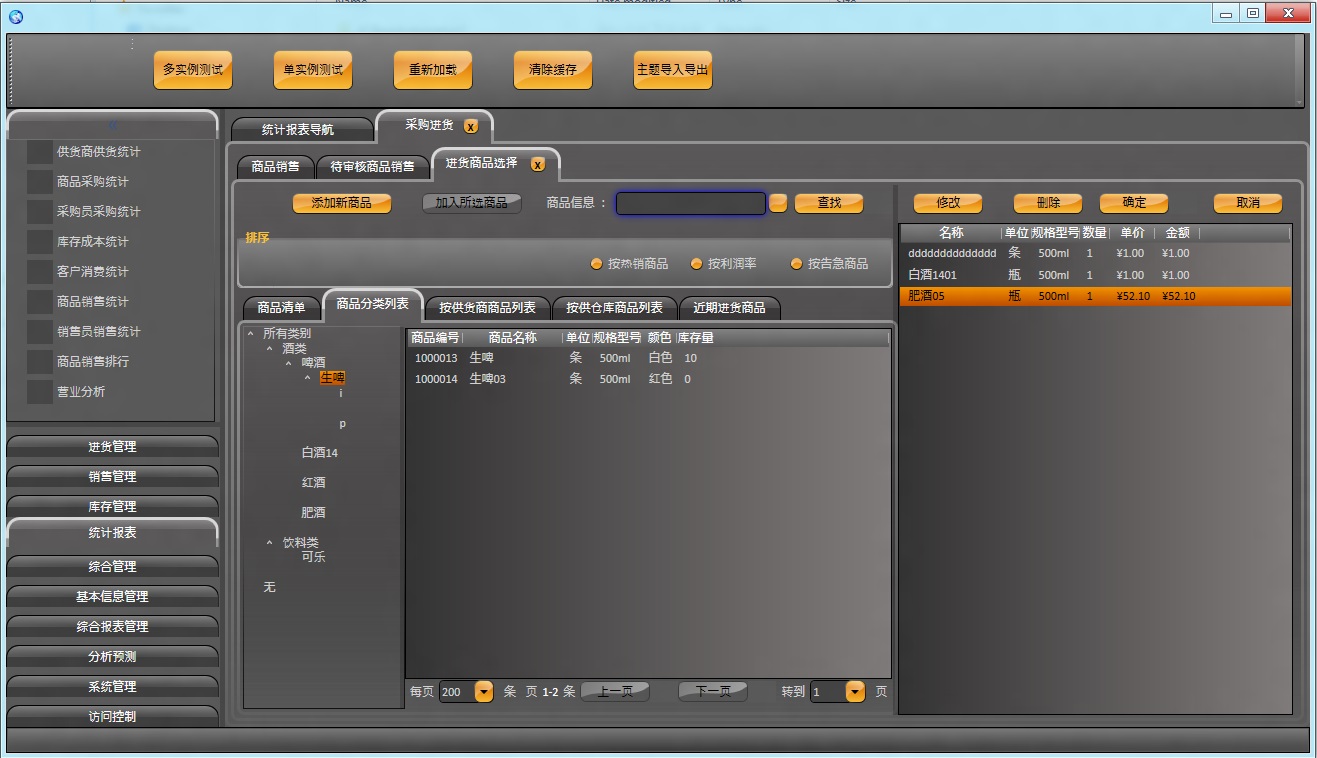 多实例测试 单实例测试 重新加载 清除缓存 主题导入导出
«
供货商供货统计
商品采购统计
采购员采购统计
库存成本统计
客户消费统计
商品销售统计
销售员销售统计
商品销售排行
营业分析
进货管理
销售管理
库存管理
统计报表
综合管理
基本信息管理
综合报表管理
分析预测
系统管理
访问控制
统计报表导航 采购进货 x
商品销售 待审核商品销售 进货商品选择 x
添加新商品 加入所选商品 商品信息： 查找
排序
按热销商品 按利润率 按告急商品
商品清单 商品分类列表 按供货商商品列表 按供仓库商品列表 近期进货商品
所有类别
酒类
啤酒
生啤
i
p
白酒14
红酒
肥酒
饮料类
可乐
无
商品编号 商品名称 单位 规格型号 颜色 库存量
1000013 生啤 条 500ml 白色 10
1000014 生啤03 条 500ml 红色 0
每页 200 条 页 1-2 条 上一页 下一页 转到 1 页
修改 删除 确定 取消
名称 单位 规格型号 数量 单价 金额
dddddddddddddd 条 500ml 1 ¥1.00 ¥1.00
白酒1401 瓶 500ml 1 ¥1.00 ¥1.00
肥酒05 瓶 500ml 1 ¥52.10 ¥52.10